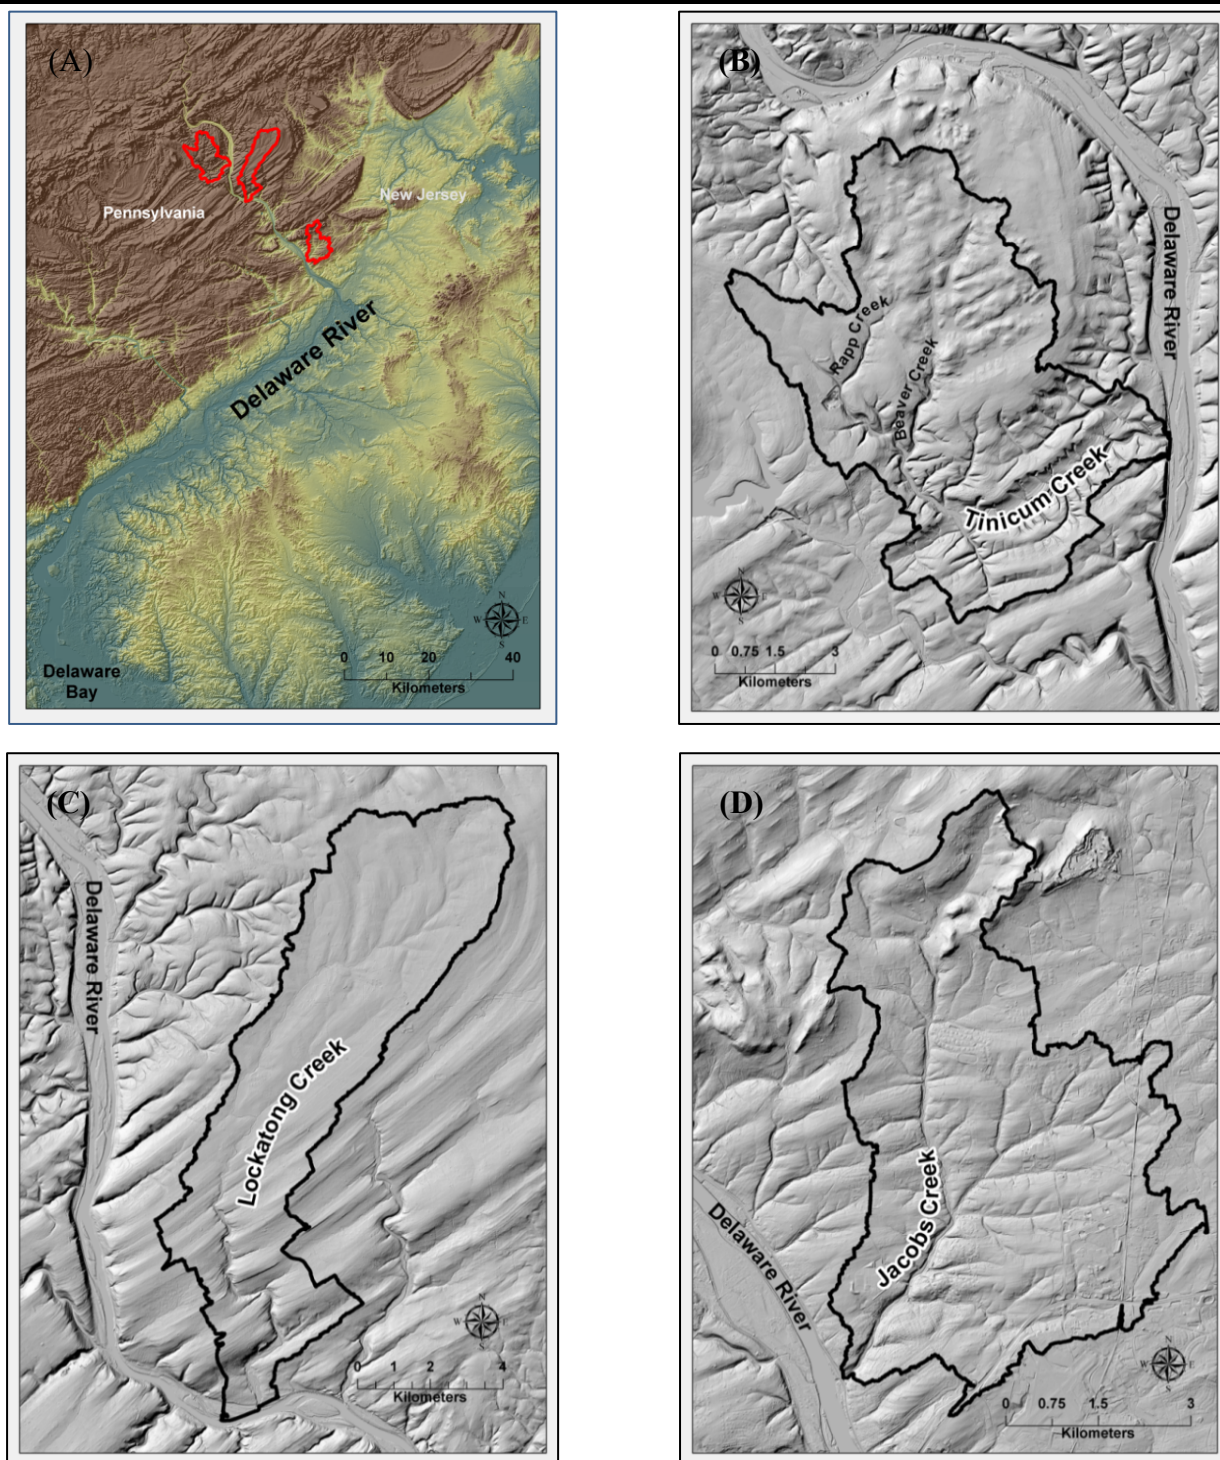 (A)
New Jersey
Pennsylvania
Delaware River
N
W E
S
0 10 20 40
Kilometers
Delaware
Bay
(B)
Delaware River
Rapp Creek
Beaver Creek
Tinicum Creek
N
W E
S
0 0.75 1.5 3
Kilometers
(C)
Delaware River
Lockatong Creek
N
W E
S
0 1 2 4
Kilometers
(D)
Jacobs Creek
Delaware River
N
W E
S
0 0.75 1.5 3
Kilometers